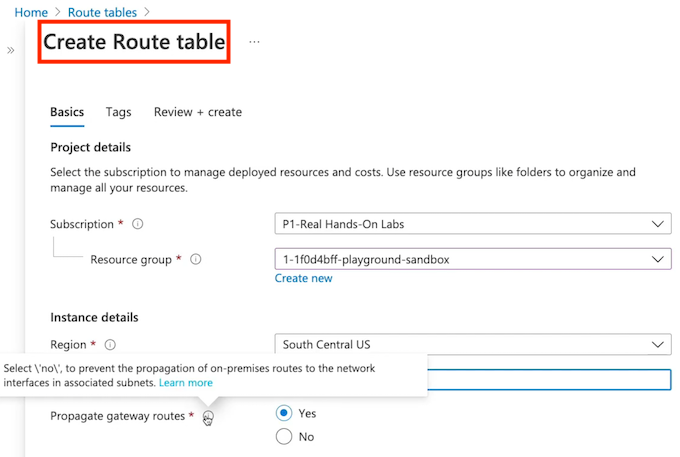 Home > Route tables >
Create Route table ...
Basics Tags Review + create
Project details
Select the subscription to manage deployed resources and costs. Use resource groups like folders to organize and
manage all your resources.
Subscription * P1-Real Hands-On Labs
Resource group * 1-1f0d4bff-playground-sandbox
Create new
Instance details
Region * South Central US
Select \'no\', to prevent the propagation of on-premises routes to the network
interfaces in associated subnets. Learn more
Propagate gateway routes * Yes
No